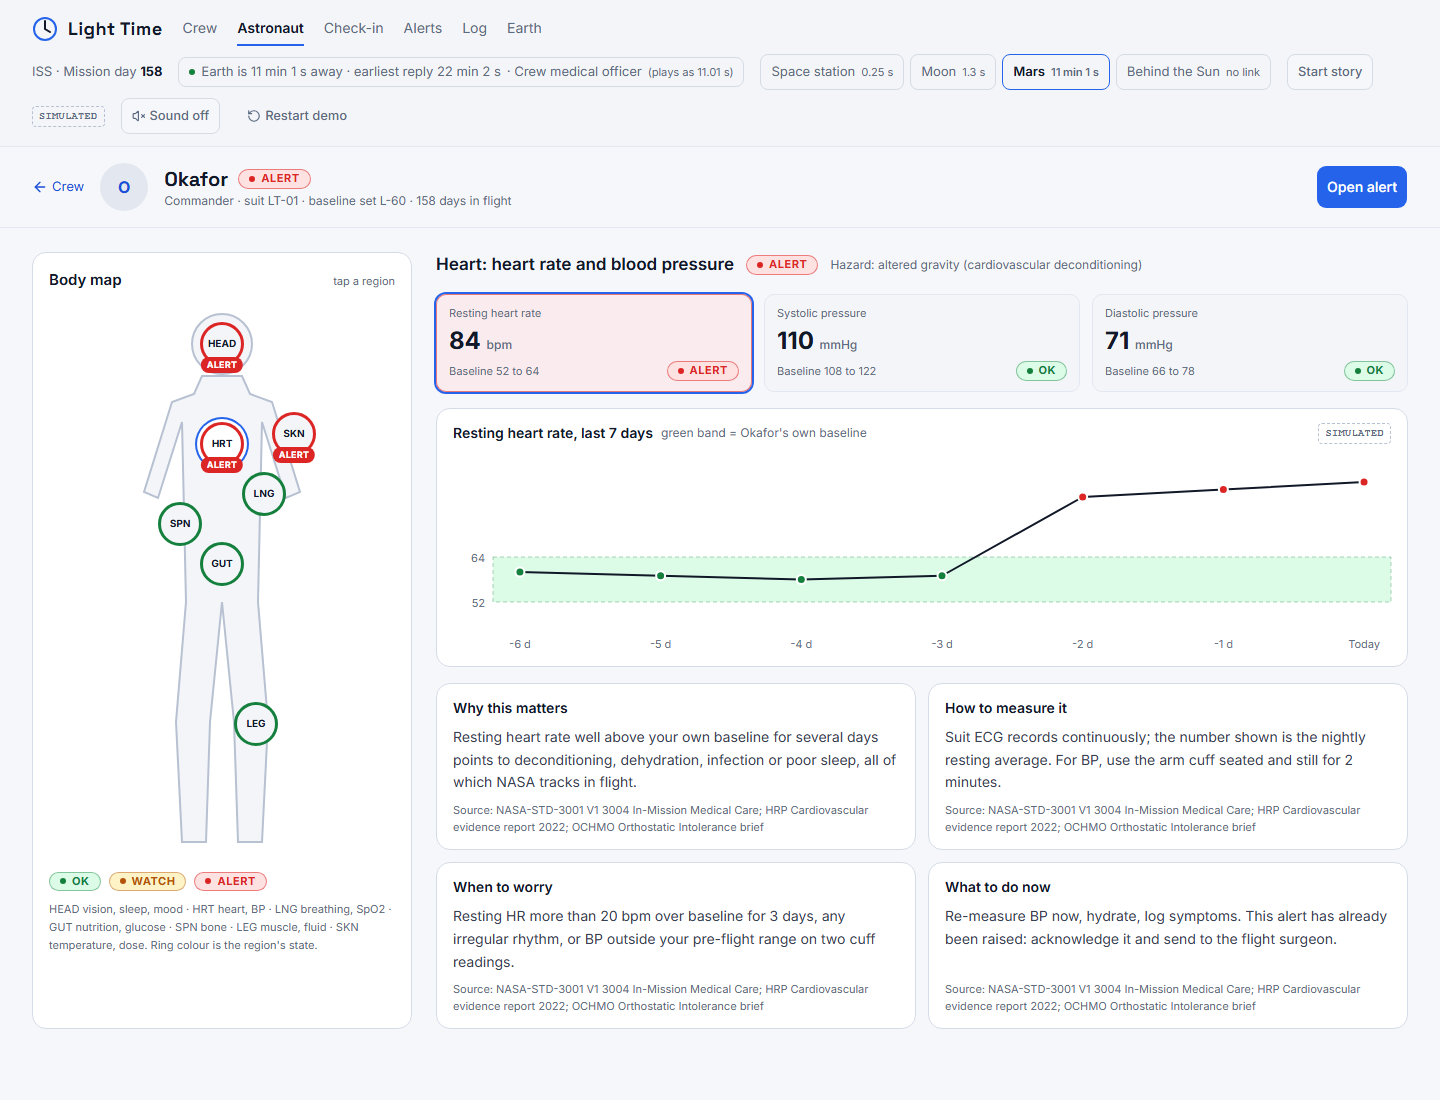 Light Time
Crew
Astronaut
Check-in
Alerts
Log
Earth
ISS · Mission day 158
Earth is 11 min 1 s away · earliest reply 22 min 2 s · Crew medical officer (plays as 11.01 s)
Space station 0.25 s
Moon 1.3 s
Mars 11 min 1 s
Behind the Sun no link
Start story
SIMULATED
Sound off
Restart demo
Crew
O
Okafor
ALERT
Commander · suit LT-01 · baseline set L-60 · 158 days in flight
Open alert
Body map
tap a region
HEAD
ALERT
HRT
ALERT
SKN
ALERT
LNG
SPN
GUT
LEG
OK
WATCH
ALERT
HEAD vision, sleep, mood · HRT heart, BP · LNG breathing, SpO2 ·
GUT nutrition, glucose · SPN bone · LEG muscle, fluid · SKN
temperature, dose. Ring colour is the region's state.
Heart: heart rate and blood pressure
ALERT
Hazard: altered gravity (cardiovascular deconditioning)
Resting heart rate
84 bpm
Baseline 52 to 64
ALERT
Systolic pressure
110 mmHg
Baseline 108 to 122
OK
Diastolic pressure
71 mmHg
Baseline 66 to 78
OK
Resting heart rate, last 7 days
green band = Okafor's own baseline
SIMULATED
64
52
-6 d
-5 d
-4 d
-3 d
-2 d
-1 d
Today
Why this matters
Resting heart rate well above your own baseline for several days
points to deconditioning, dehydration, infection or poor sleep, all of
which NASA tracks in flight.
Source: NASA-STD-3001 V1 3004 In-Mission Medical Care; HRP Cardiovascular
evidence report 2022; OCHMO Orthostatic Intolerance brief
How to measure it
Suit ECG records continuously; the number shown is the nightly
resting average. For BP, use the arm cuff seated and still for 2
minutes.
Source: NASA-STD-3001 V1 3004 In-Mission Medical Care; HRP Cardiovascular
evidence report 2022; OCHMO Orthostatic Intolerance brief
When to worry
Resting HR more than 20 bpm over baseline for 3 days, any
irregular rhythm, or BP outside your pre-flight range on two cuff
readings.
Source: NASA-STD-3001 V1 3004 In-Mission Medical Care; HRP Cardiovascular
evidence report 2022; OCHMO Orthostatic Intolerance brief
What to do now
Re-measure BP now, hydrate, log symptoms. This alert has already
been raised: acknowledge it and send to the flight surgeon.
Source: NASA-STD-3001 V1 3004 In-Mission Medical Care; HRP Cardiovascular
evidence report 2022; OCHMO Orthostatic Intolerance brief